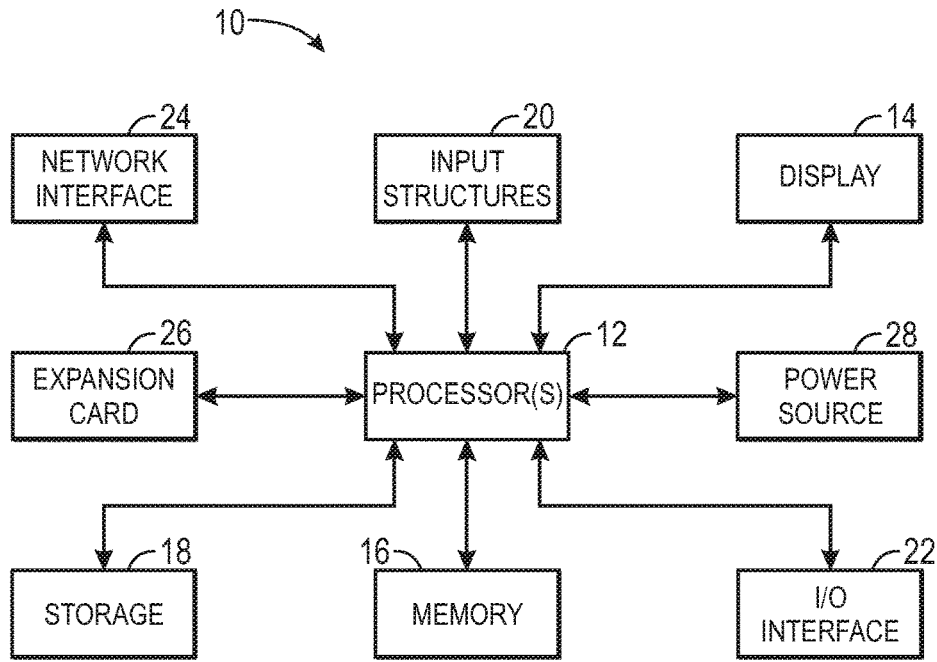 10
24
NETWORK
INTERFACE
20
INPUT
STRUCTURES
14
DISPLAY
26
EXPANSION
CARD
12
PROCESSOR(S)
28
POWER
SOURCE
18
STORAGE
16
MEMORY
22
I/O
INTERFACE